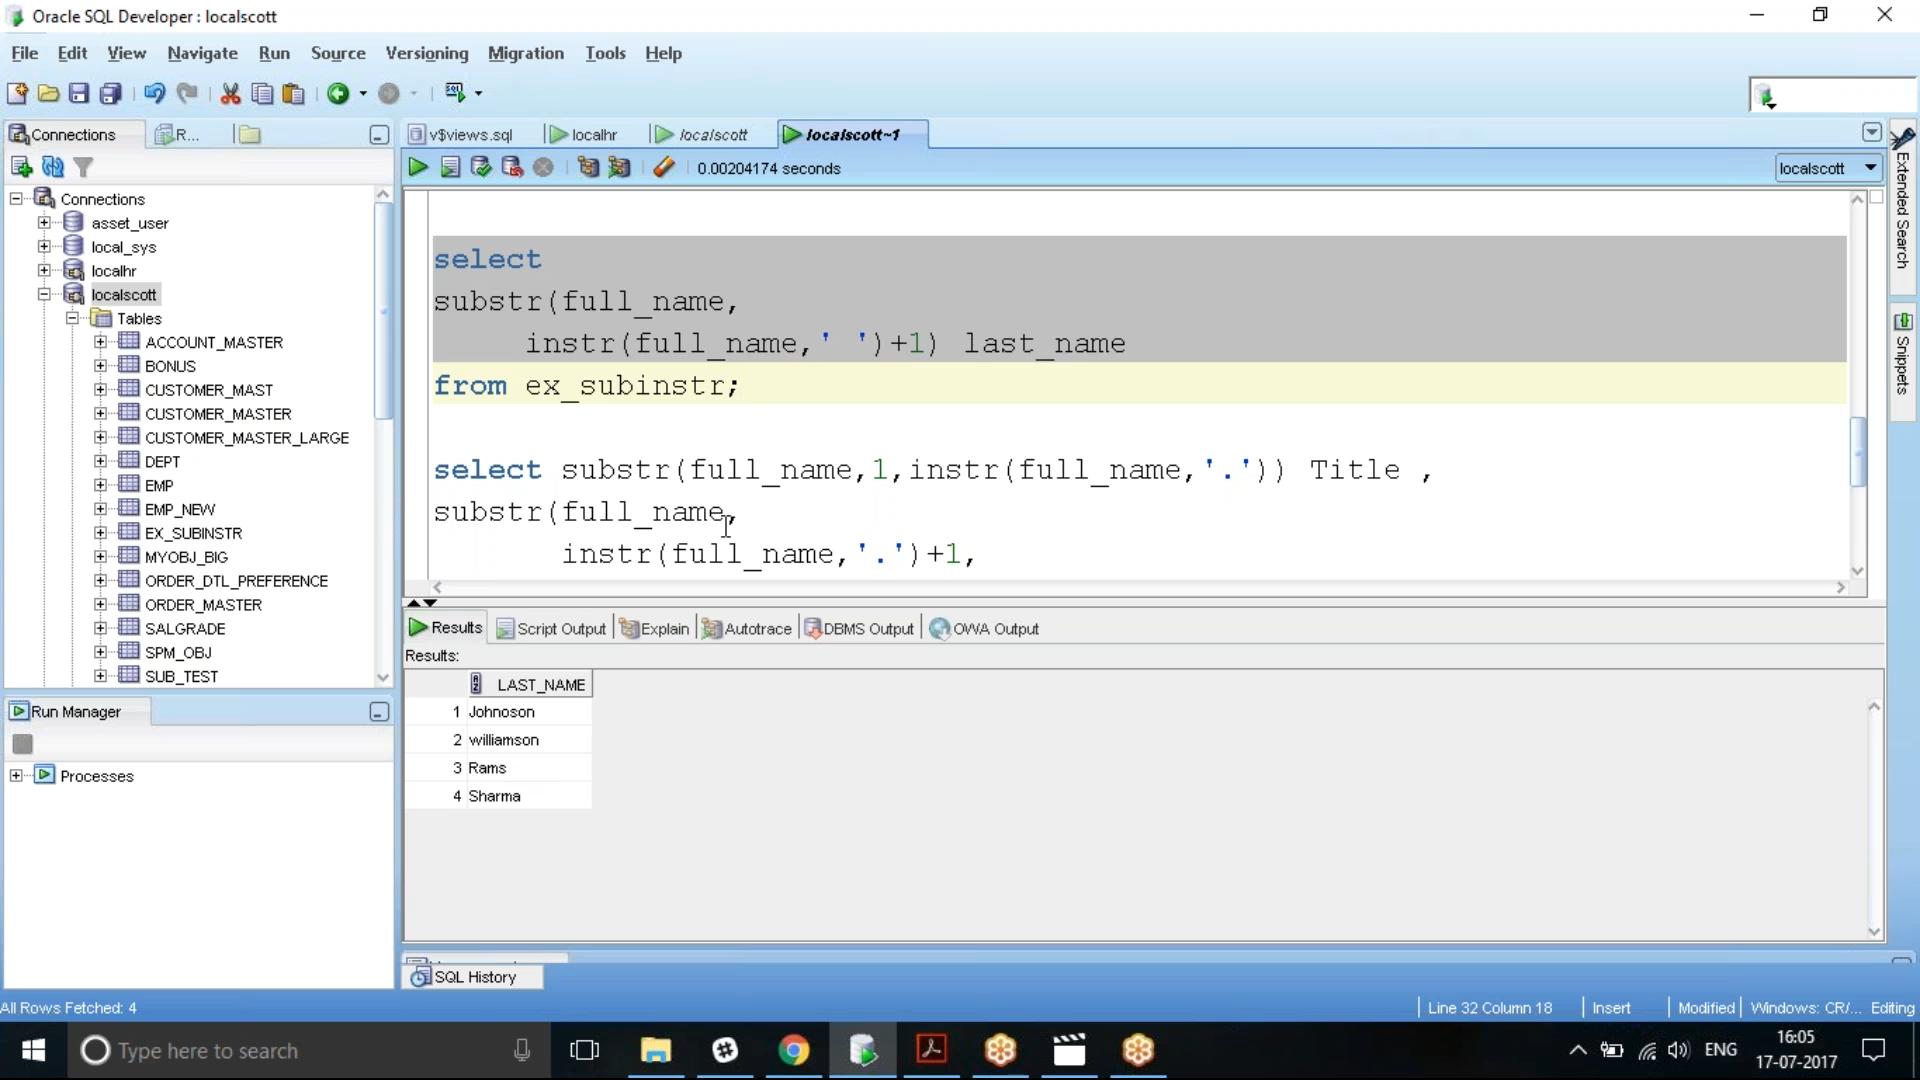 Oracle SQL Developer : localscott
File Edit View Navigate Run Source Versioning Migration Tools Help
Connections
R...
v$views.sql
localhr
localscott
localscott~1
0.00204174 seconds
localscott
Connections
asset_user
local_sys
localhr
localscott
Tables
ACCOUNT_MASTER
BONUS
CUSTOMER_MAST
CUSTOMER_MASTER
CUSTOMER_MASTER_LARGE
DEPT
EMP
EMP_NEW
EX_SUBINSTR
MYOBJ_BIG
ORDER_DTL_PREFERENCE
ORDER_MASTER
SALGRADE
SPM_OBJ
SUB_TEST
Run Manager
Processes
select
substr(full_name,
instr(full_name,' ')+1) last_name
from ex_subinstr;
select substr(full_name,1,instr(full_name,'.')) Title ,
substr(full_name,
instr(full_name,'.')+1,
Extended Search
Snippets
Results Script Output Explain Autotrace DBMS Output OWA Output
Results:
LAST_NAME
1 Johnoson
2 williamson
3 Rams
4 Sharma
SQL History
All Rows Fetched: 4
Line 32 Column 18 Insert Modified Windows: CR/... Editing
Type here to search
ENG
16:05
17-07-2017